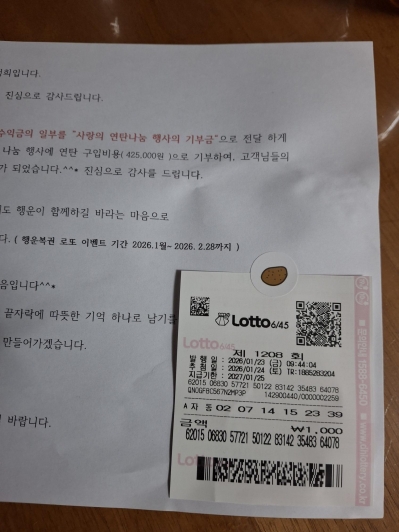 희입니다.
진심으로 감사드립니다.
수익금의 일부를 "사랑의 연탄나눔 행사의 기부금"으로 전달 하게
나눔 행사에 연탄 구입비용( 425,000원 )으로 기부하여, 고객님들의
가 되었습니다.^^* 진심으로 감사를 드립니다.
도 행운이 함께하길 바라는 마음으로
다. ( 행운복권 로또 이벤트 기간 2026.1월~ 2026. 2.28까지 )
음입니다^^*
끝자락에 따뜻한 기억 하나로 남기를
만들어가겠습니다.
바랍니다.
Lotto 6/45
제 1208 회
발 행 일 : 2026/01/23 (금) 09:44:04
추 첨 일 : 2026/01/24 (토) TR:1885283204
지급기한 : 2027/01/25
62015 06830 57721 50122 83142 35483 64078
142900440/0000002259
A 자 동 02 07 14 15 23 39
금액 ₩1,000
62015 06830 57721 50122 83142 35483 64078